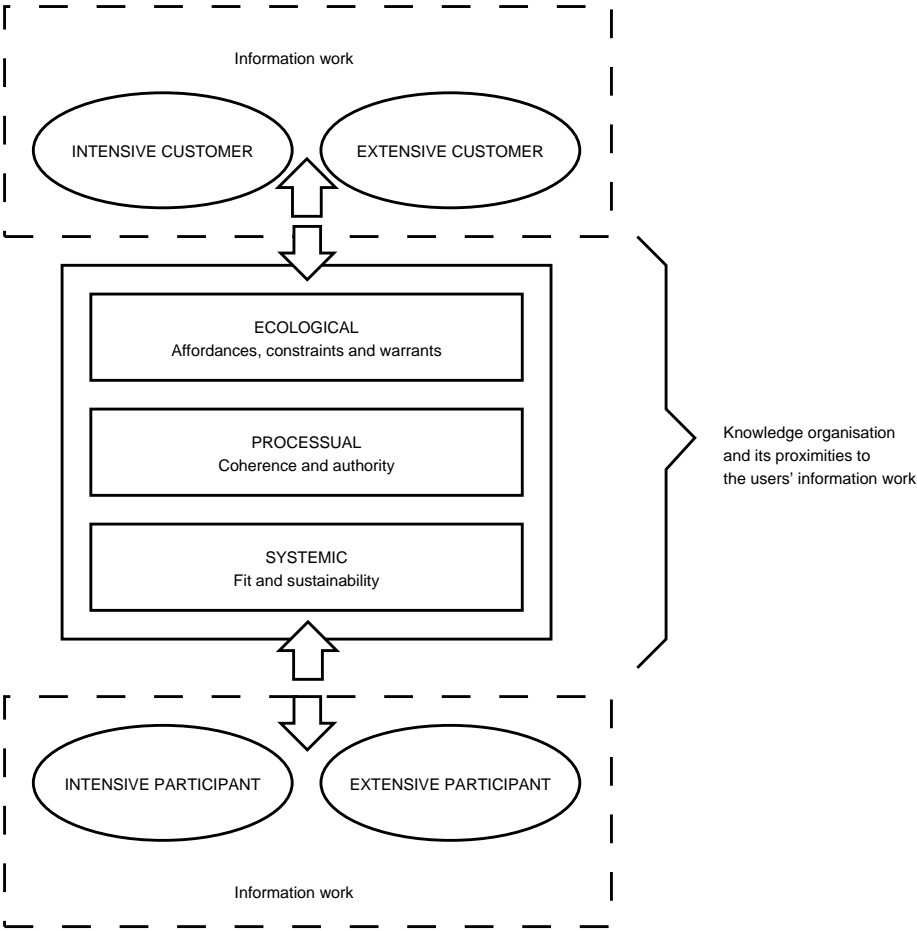 Information work
INTENSIVE CUSTOMER
EXTENSIVE CUSTOMER
ECOLOGICAL
Affordances, constraints and warrants
PROCESSUAL
Coherence and authority
SYSTEMIC
Fit and sustainability
Knowledge organisation
and its proximities to
the users' information work
INTENSIVE PARTICIPANT
EXTENSIVE PARTICIPANT
Information work